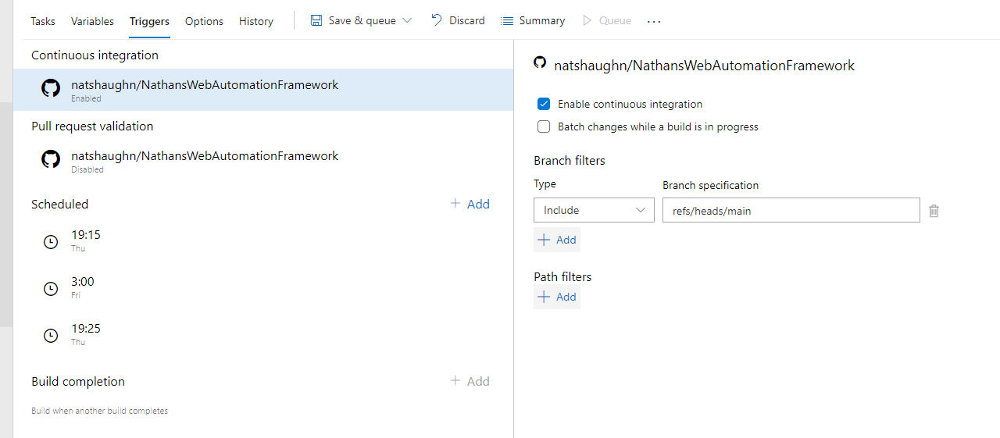 Tasks Variables Triggers Options History Save & queue Discard Summary Queue ...
Continuous integration
natshaughn/NathansWebAutomationFramework
Enabled
Pull request validation
natshaughn/NathansWebAutomationFramework
Disabled
Scheduled + Add
19:15
Thu
3:00
Fri
19:25
Thu
Build completion + Add
Build when another build completes
natshaughn/NathansWebAutomationFramework
Enable continuous integration
Batch changes while a build is in progress
Branch filters
Type Branch specification
Include refs/heads/main
+ Add
Path filters
+ Add